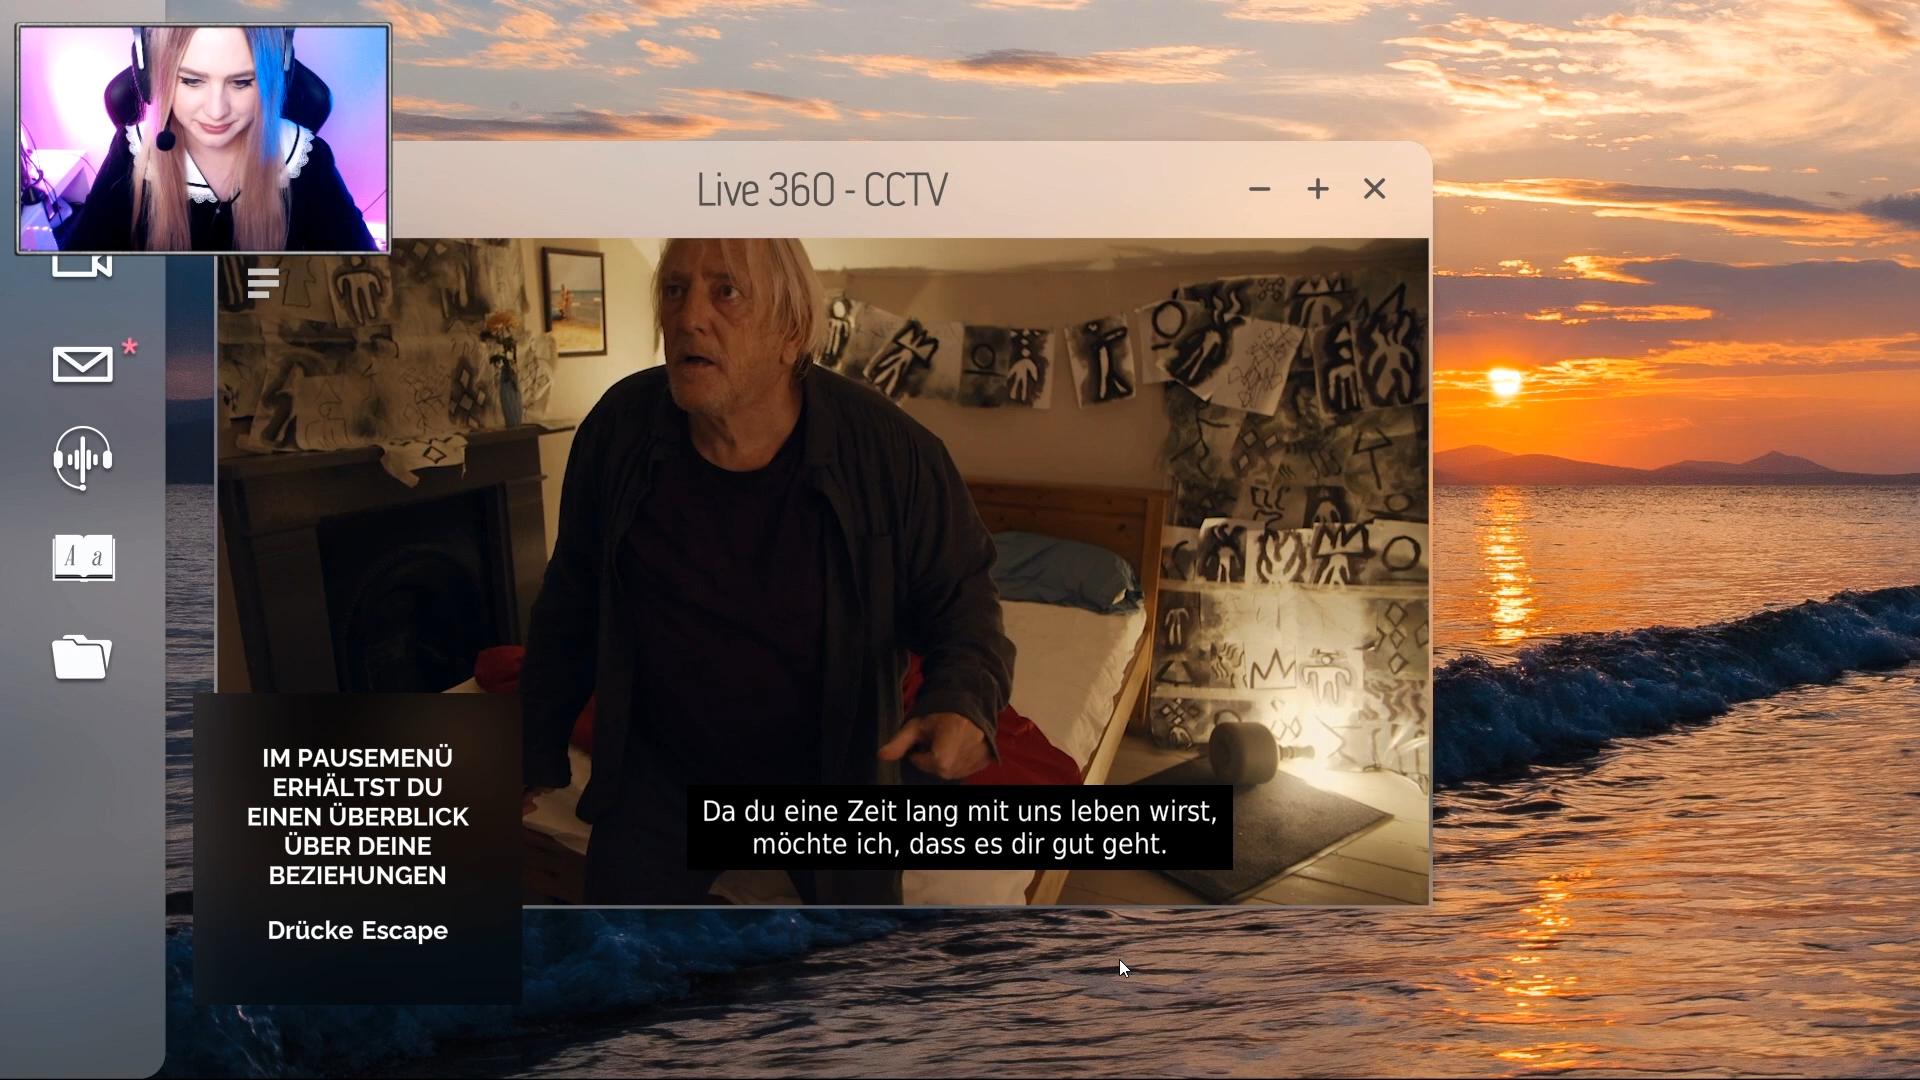 Live 360 - CCTV
A a
IM PAUSEMENÜ
ERHÄLTST DU
EINEN ÜBERBLICK
ÜBER DEINE
BEZIEHUNGEN
Drücke Escape
Da du eine Zeit lang mit uns leben wirst,
möchte ich, dass es dir gut geht.